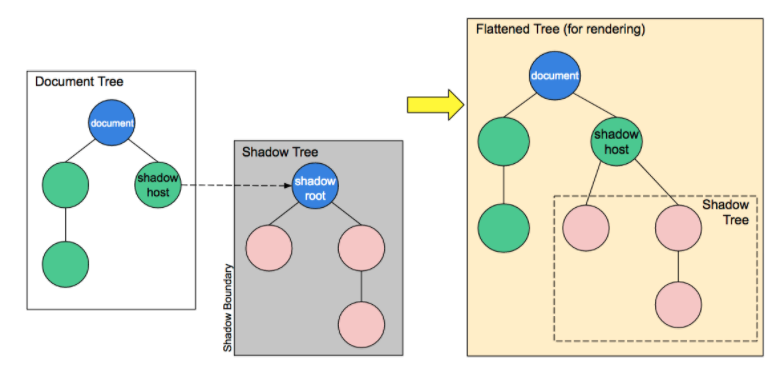 Document Tree
document
shadow
host
Shadow Tree
shadow
root
Shadow Boundary
Flattened Tree (for rendering)
document
shadow
host
Shadow
Tree